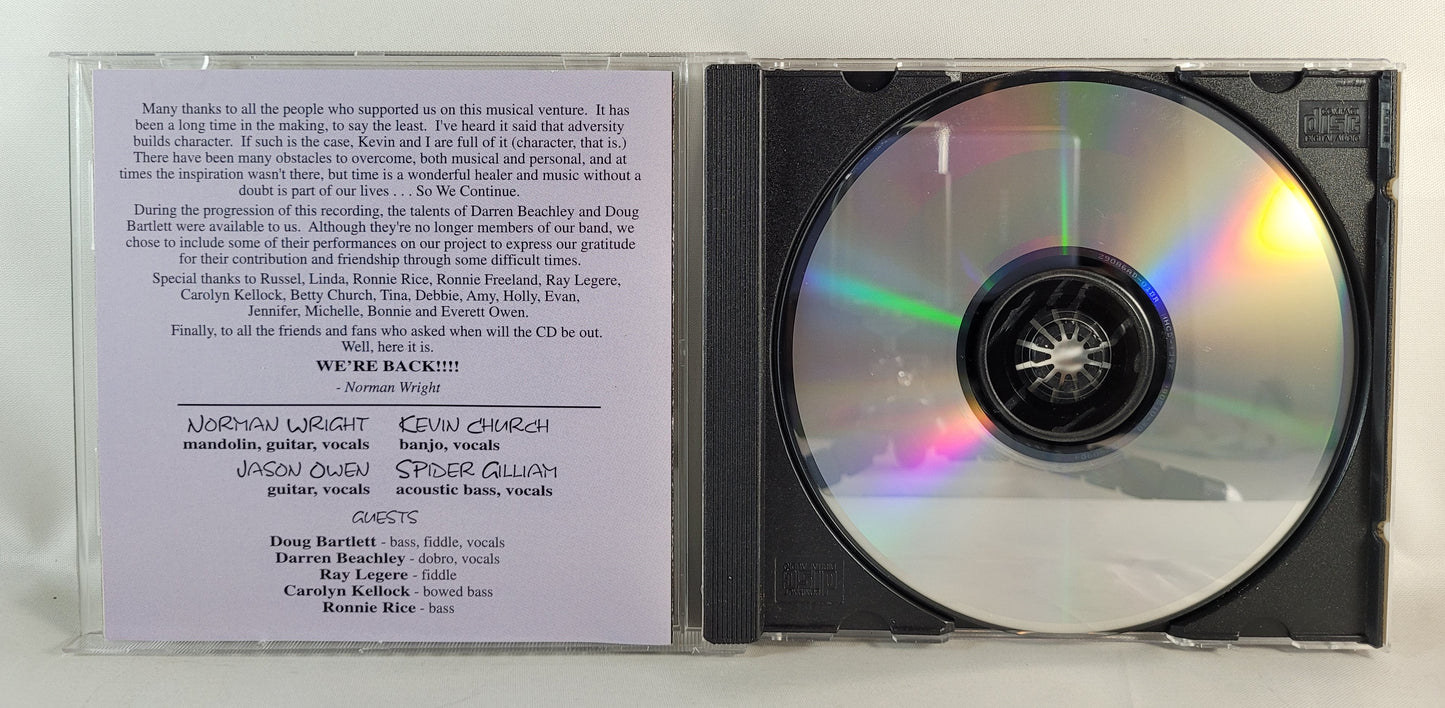 Many thanks to all the people who supported us on this musical venture. It has
been a long time in the making, to say the least. I've heard it said that adversity
builds character. If such is the case, Kevin and I are full of it (character, that is.)
There have been many obstacles to overcome, both musical and personal, and at
times the inspiration wasn't there, but time is a wonderful healer and music without a
doubt is part of our lives . . . So We Continue.
During the progression of this recording, the talents of Darren Beachley and Doug
Bartlett were available to us. Although they're no longer members of our band, we
chose to include some of their performances on our project to express our gratitude
for their contribution and friendship through some difficult times.
Special thanks to Russel, Linda, Ronnie Rice, Ronnie Freeland, Ray Legere,
Carolyn Kellock, Betty Church, Tina, Debbie, Amy, Holly, Evan,
Jennifer, Michelle, Bonnie and Everett Owen.
Finally, to all the friends and fans who asked when will the CD be out.
Well, here it is.
WE'RE BACK!!!!
- Norman Wright
NORMAN WRIGHT KEVIN CHURCH
mandolin, guitar, vocals banjo, vocals
JASON OWEN SPIDER GILLIAM
guitar, vocals acoustic bass, vocals
GUESTS
Doug Bartlett - bass, fiddle, vocals
Darren Beachley - dobro, vocals
Ray Legere - fiddle
Carolyn Kellock - bowed bass
Ronnie Rice - bass
COMPACT
disc
DIGITAL AUDIO